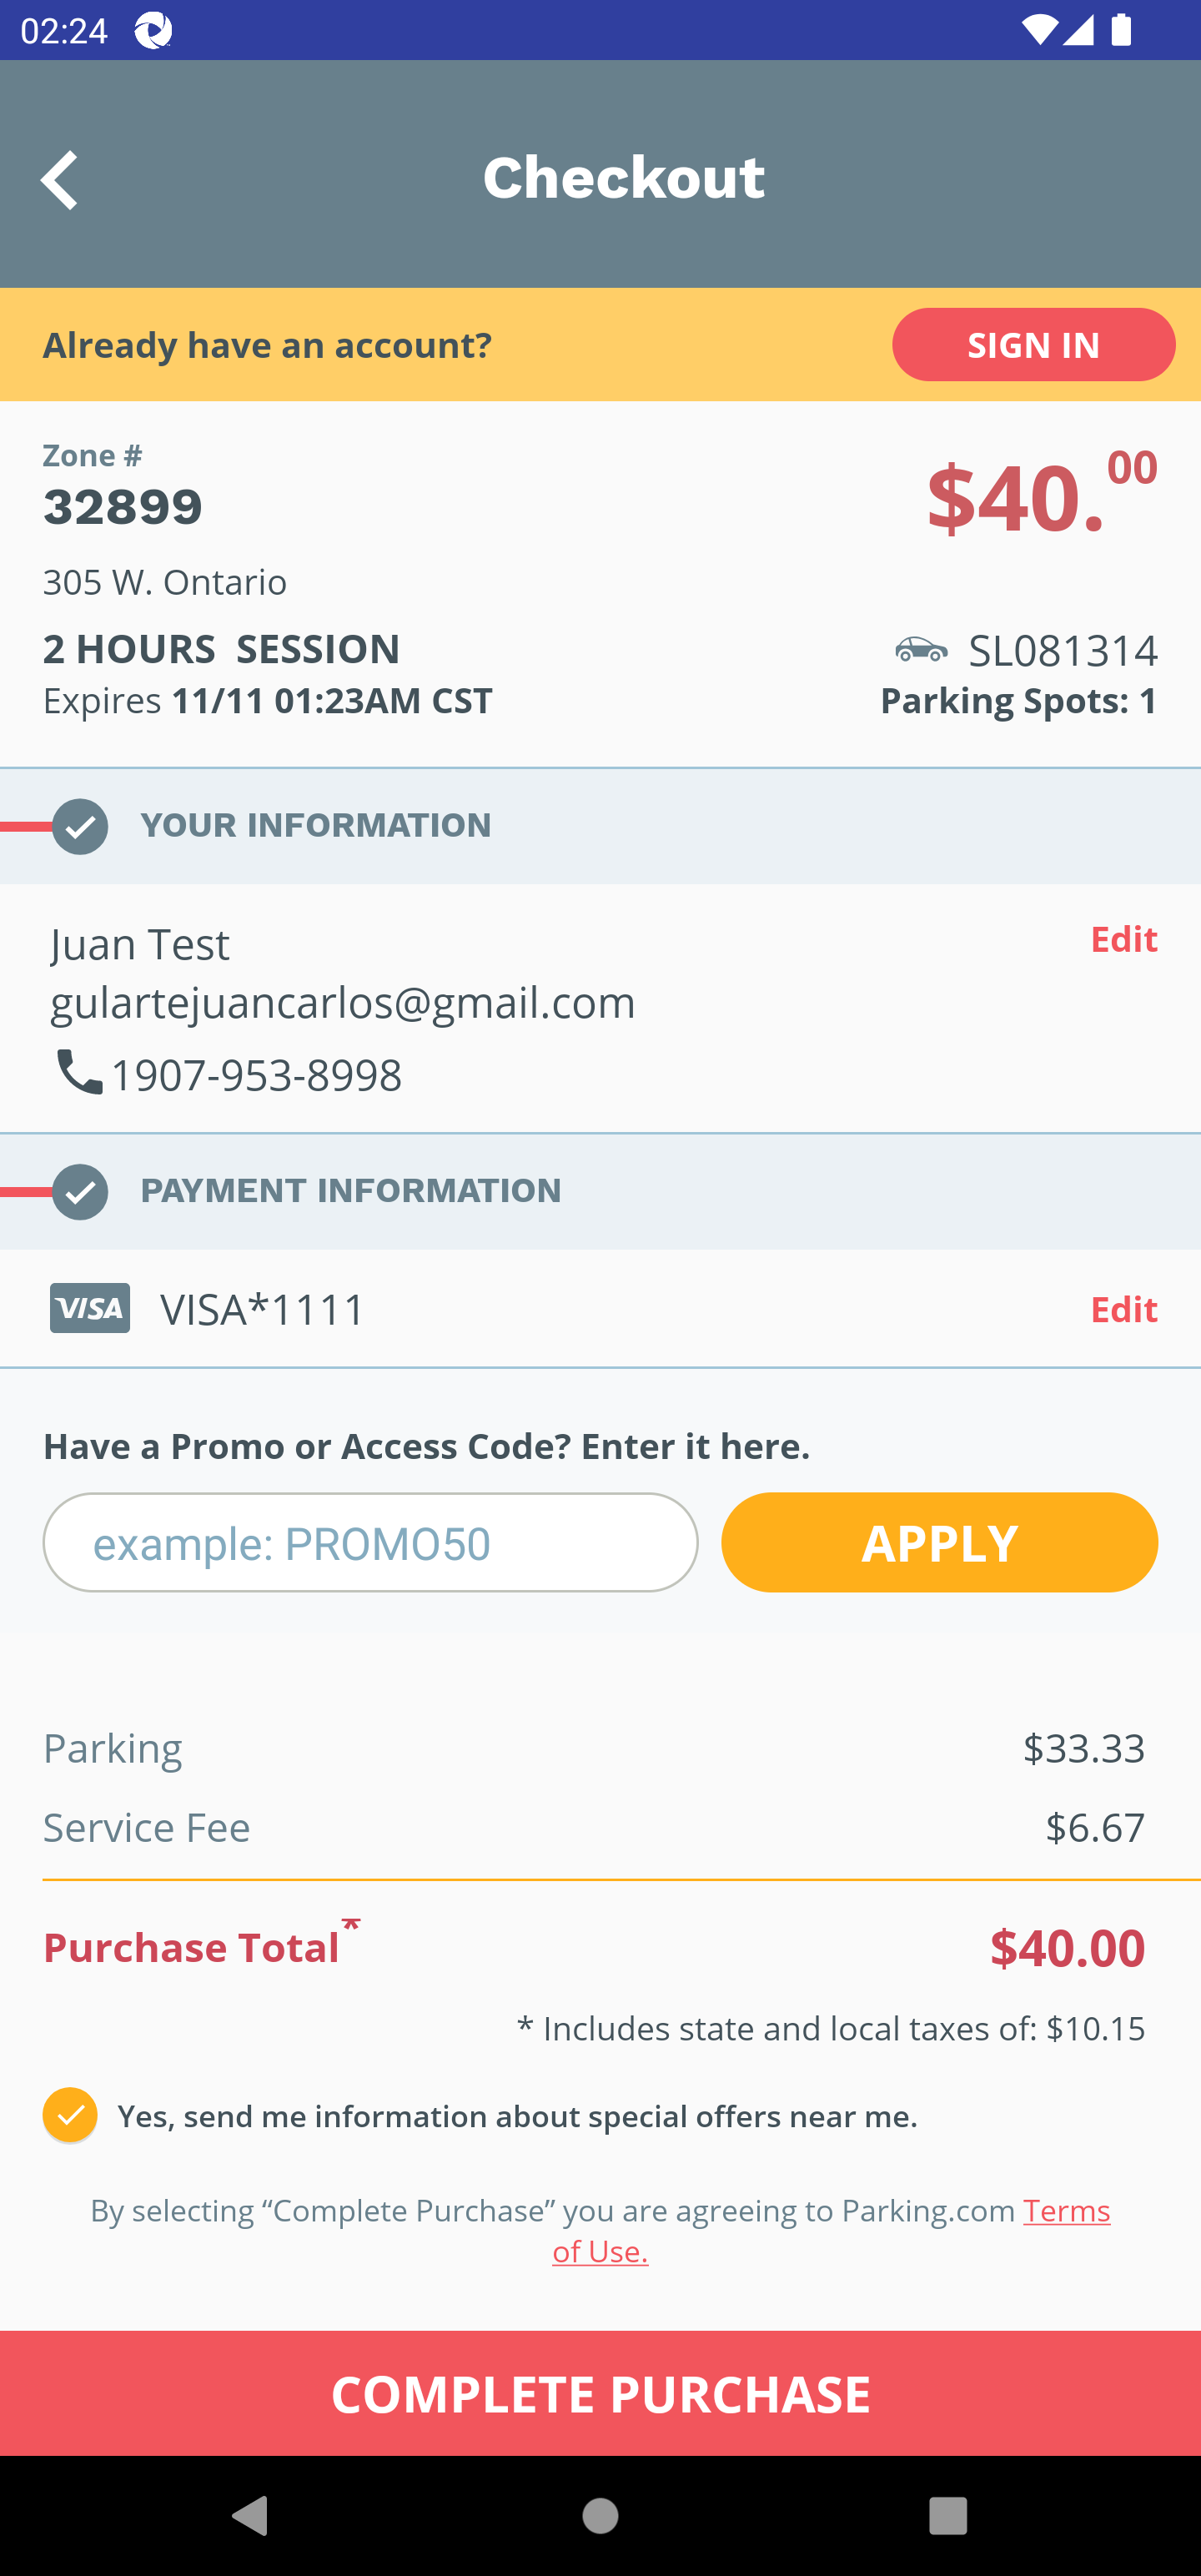 02:24
Checkout
Already have an account?
SIGN IN
Zone #
32899
$40.00
305 W. Ontario
2 HOURS  SESSION
SL081314
Expires 11/11 01:23AM CST
Parking Spots: 1
YOUR INFORMATION
Juan Test
Edit
gulartejuancarlos@gmail.com
1907-953-8998
PAYMENT INFORMATION
VISA
VISA*1111
Edit
Have a Promo or Access Code? Enter it here.
example: PROMO50
APPLY
Parking
$33.33
Service Fee
$6.67
Purchase Total*
$40.00
* Includes state and local taxes of: $10.15
Yes, send me information about special offers near me.
By selecting “Complete Purchase” you are agreeing to Parking.com Terms
of Use.
COMPLETE PURCHASE